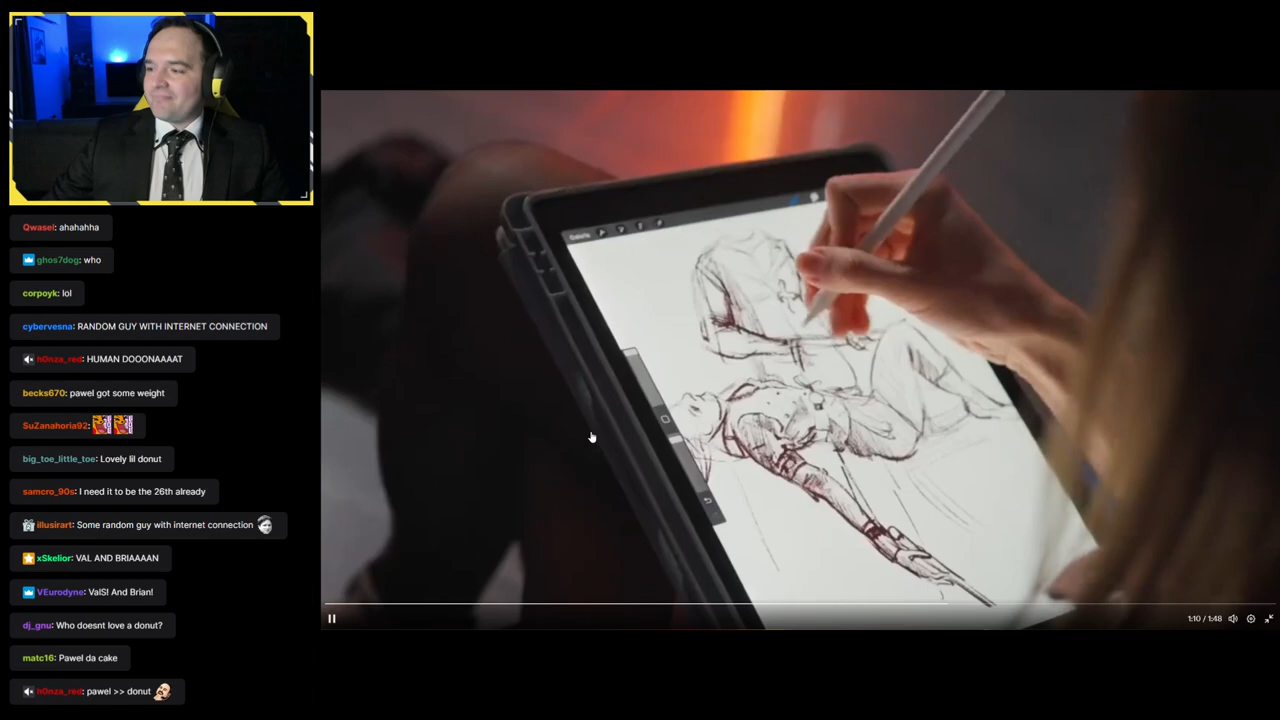 Qwasel: ahahahha
ghos7dog: who
corpoyk: lol
cybervesna: RANDOM GUY WITH INTERNET CONNECTION
h0nza_red: HUMAN DOOONAAAAT
becks670: pawel got some weight
SuZanahoria92:
big_toe_little_toe: Lovely lil donut
samcro_90s: I need it to be the 26th already
illusirart: Some random guy with internet connection
xSkelior: VAL AND BRIAAAAN
VEurodyne: ValS! And Brian!
dj_gnu: Who doesnt love a donut?
matc16: Pawel da cake
h0nza_red: pawel >> donut
1:10 / 1:48